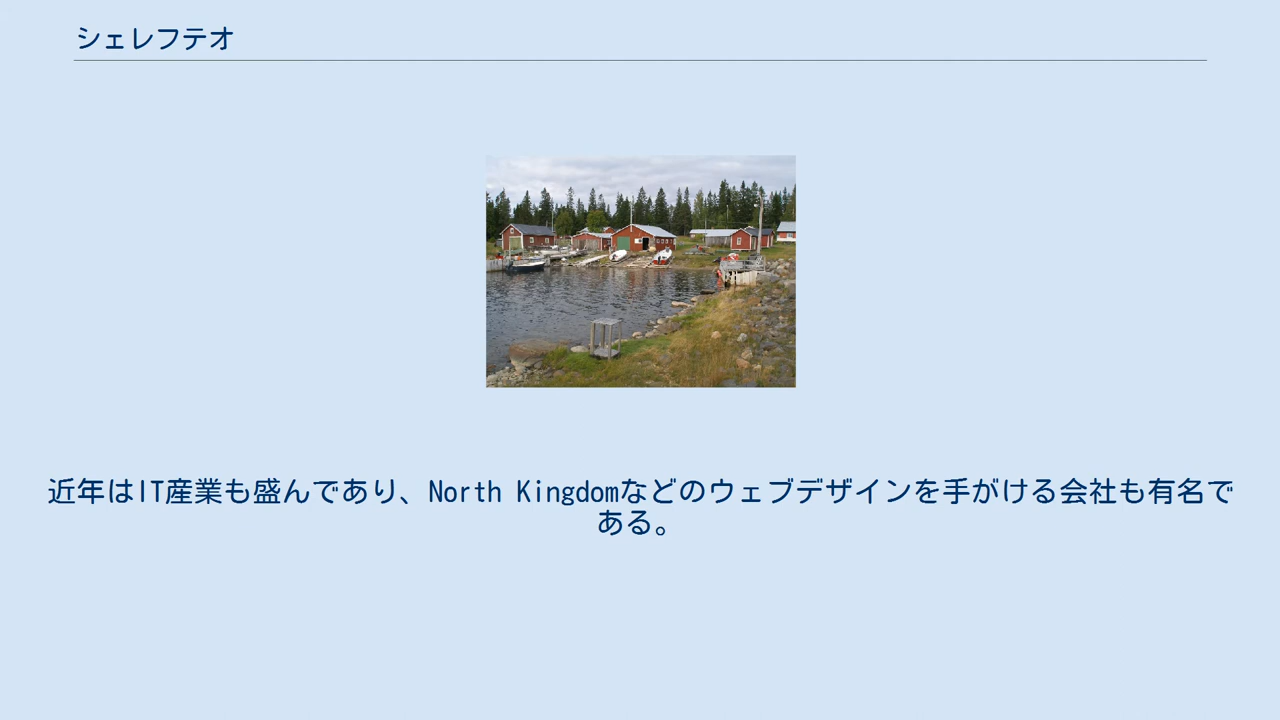 シェレフテオ
近年はIT産業も盛んであり、North Kingdomなどのウェブデザインを手がける会社も有名で
ある。